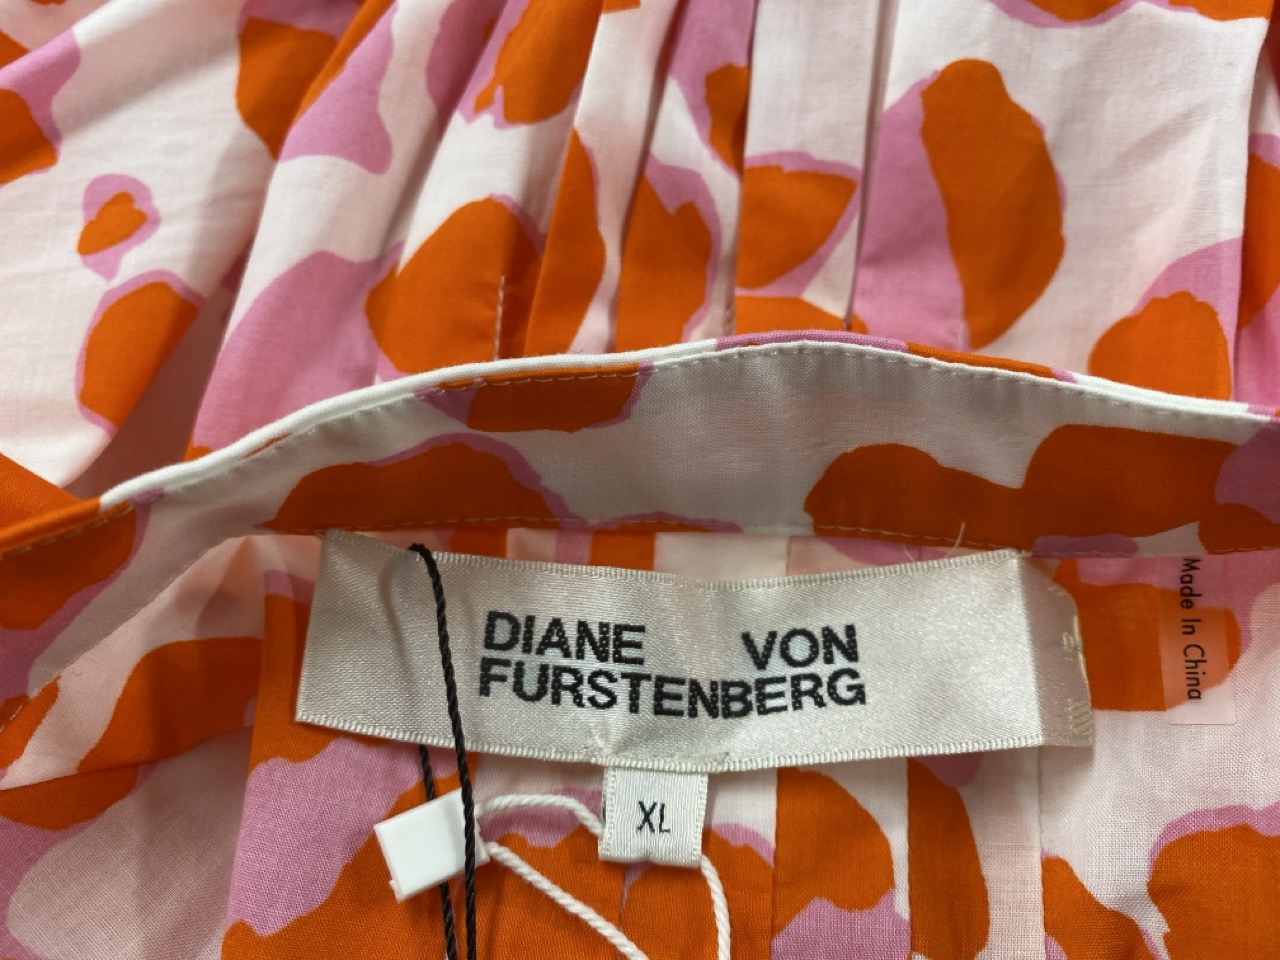 DIANE VON
FURSTENBERG
XL
Made In China